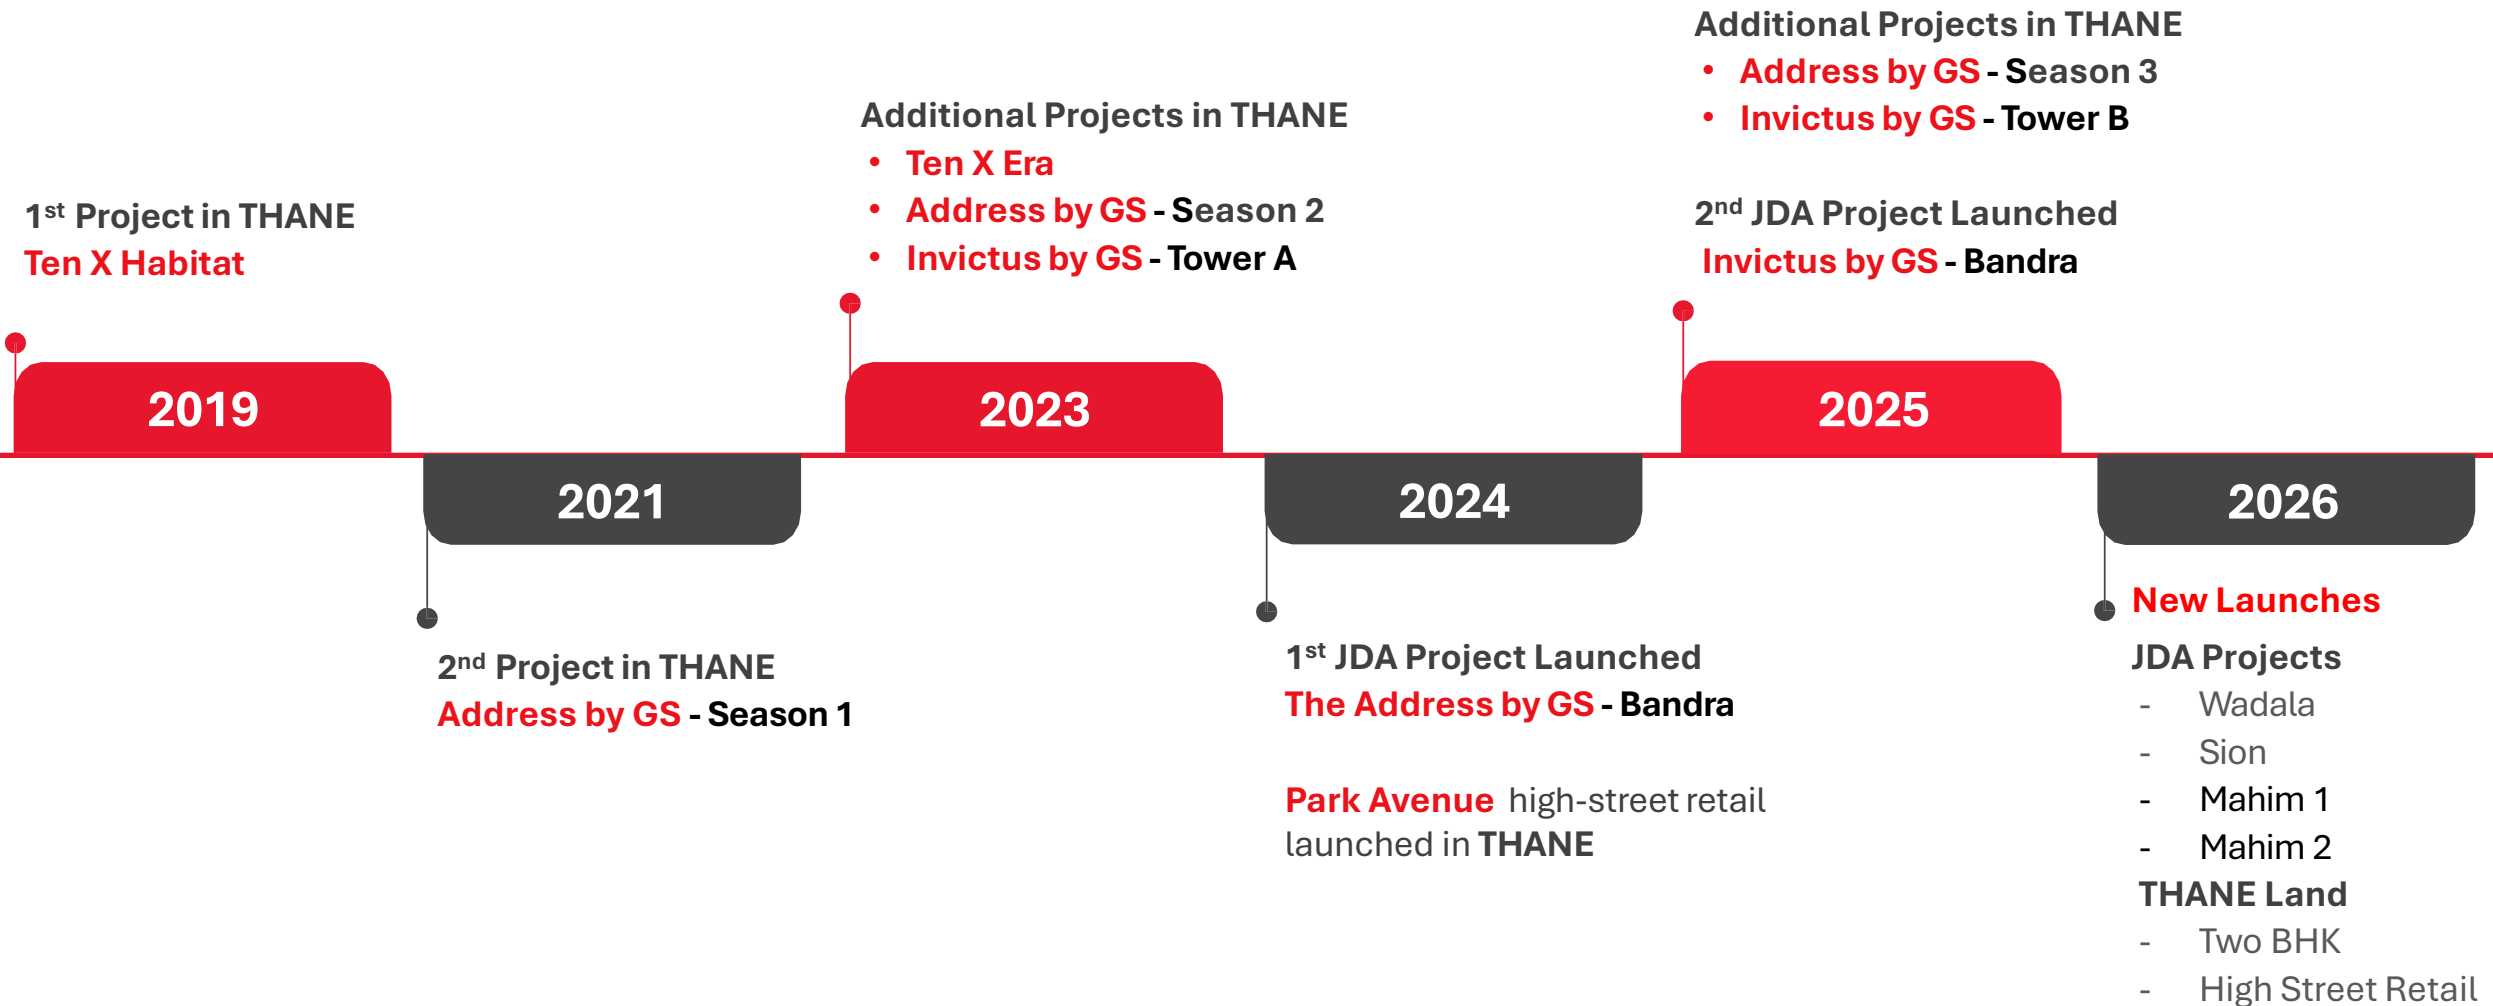 1st Project in THANE
Ten X Habitat
2019
2021
2nd Project in THANE
Address by GS - Season 1
Additional Projects in THANE
• Ten X Era
• Address by GS - Season 2
• Invictus by GS - Tower A
2023
2024
1st JDA Project Launched
The Address by GS - Bandra
Park Avenue high-street retail
launched in THANE
Additional Projects in THANE
• Address by GS - Season 3
• Invictus by GS - Tower B
2nd JDA Project Launched
Invictus by GS - Bandra
2025
2026
New Launches
JDA Projects
- Wadala
- Sion
- Mahim 1
- Mahim 2
THANE Land
- Two BHK
- High Street Retail